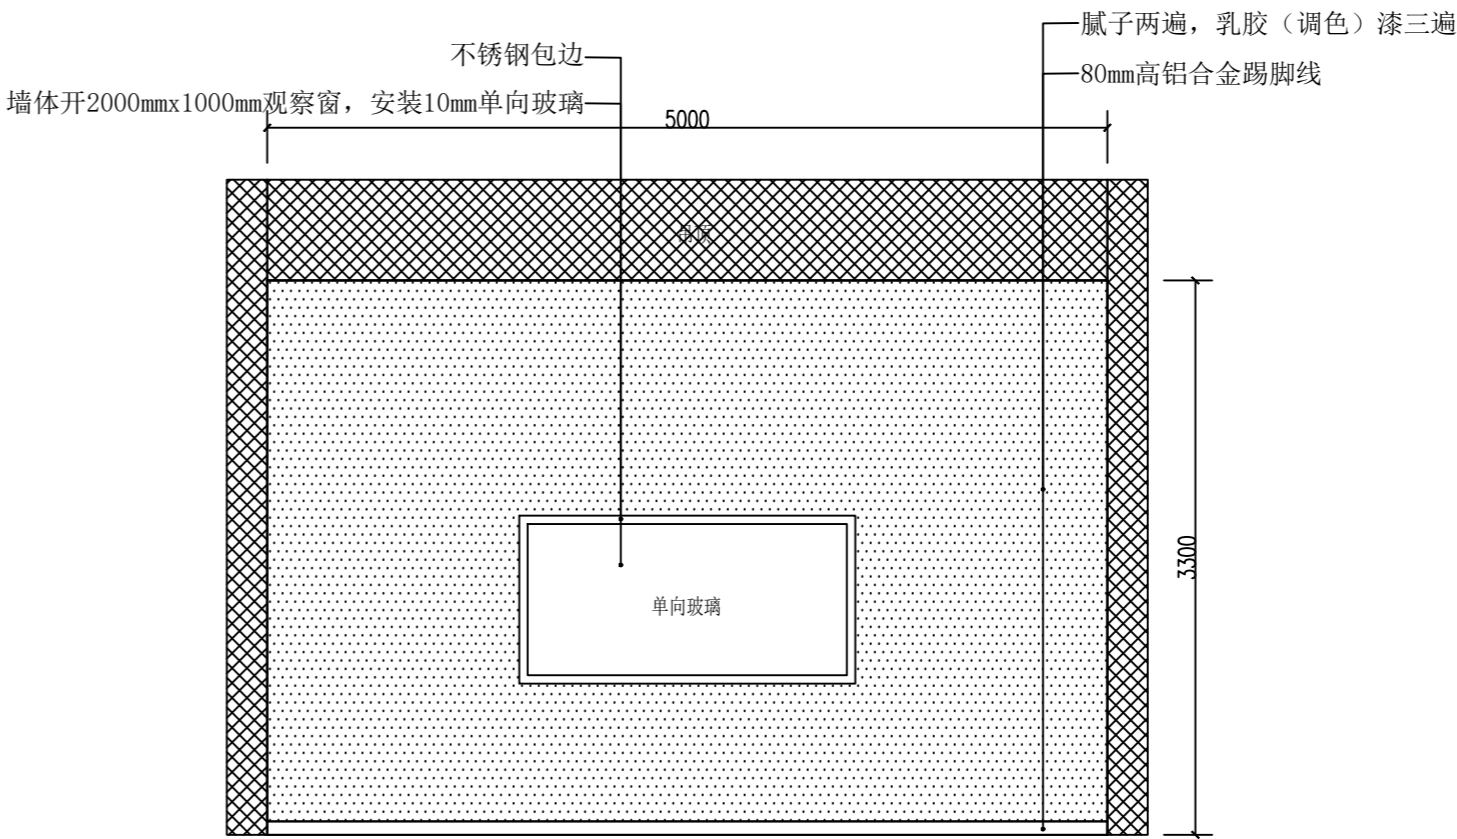 腻子两遍，乳胶（调色）漆三遍
不锈钢包边
80mm高铝合金踢脚线
墙体开2000mmx1000mm观察窗，安装10mm单向玻璃
5000
吊顶
3300
单向玻璃